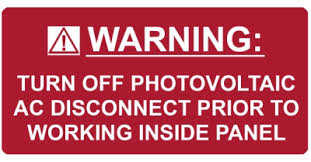 WARNING:
TURN OFF PHOTOVOLTAIC
AC DISCONNECT PRIOR TO
WORKING INSIDE PANEL